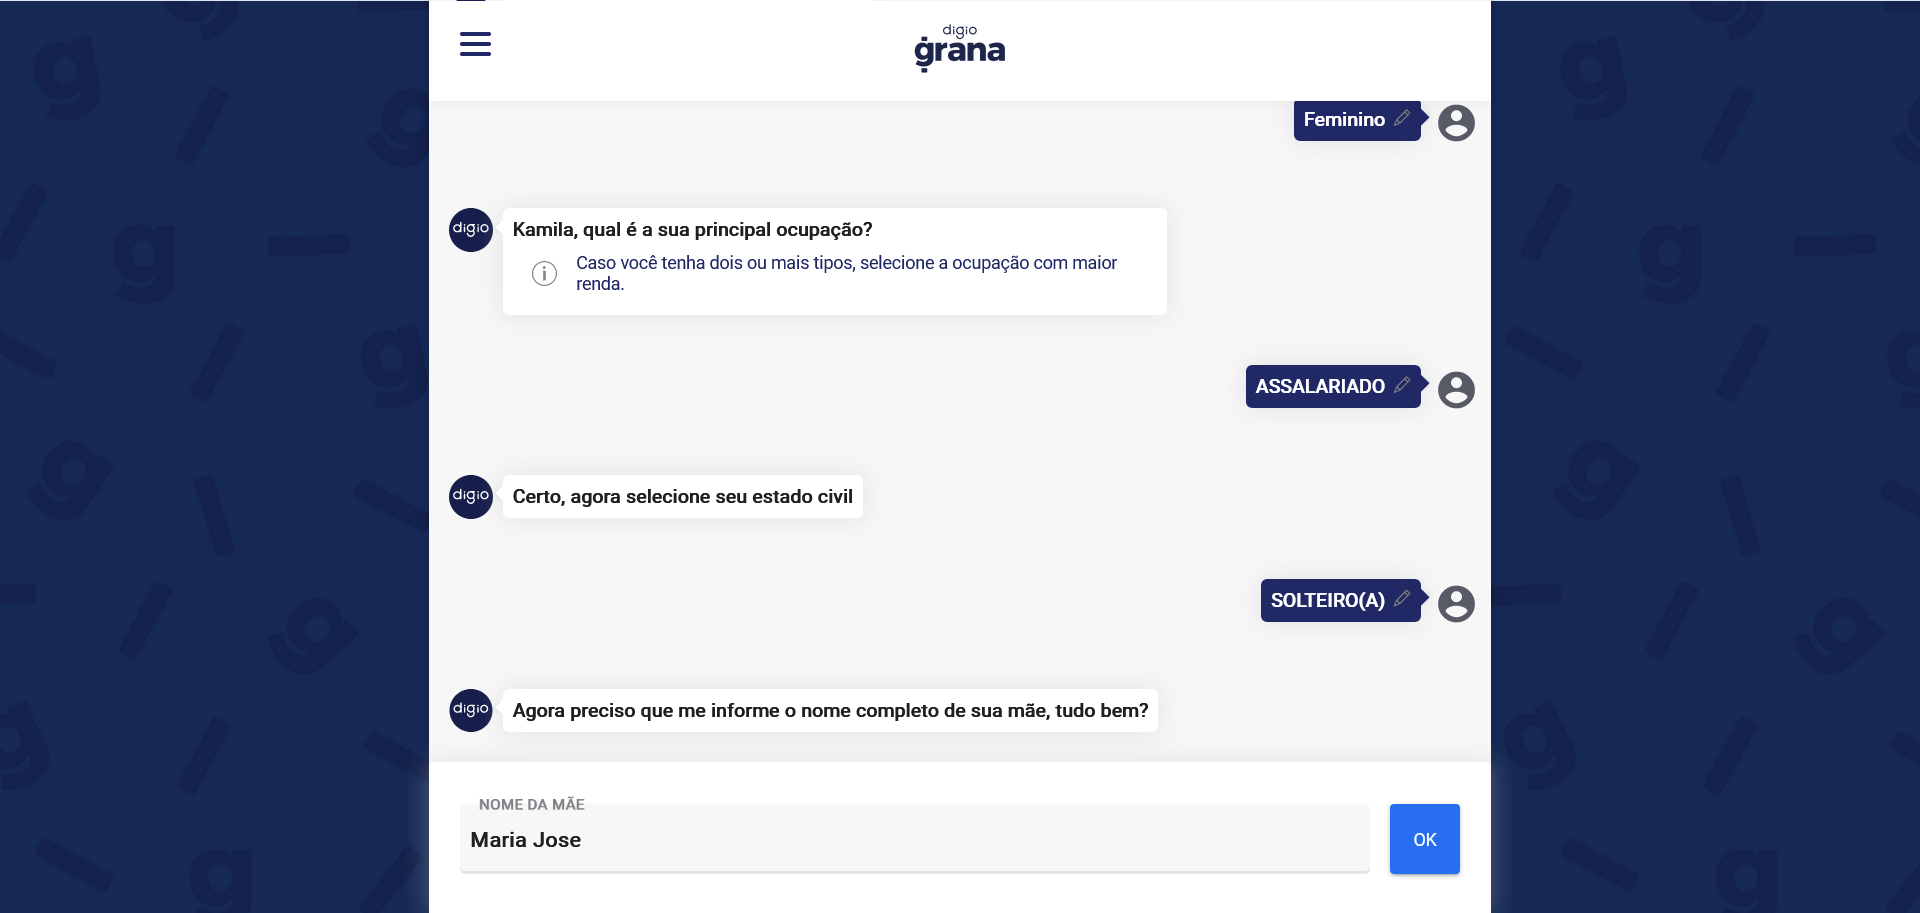 digio
grana
Feminino
digio
Kamila, qual é a sua principal ocupação?
Caso você tenha dois ou mais tipos, selecione a ocupação com maior
renda.
ASSALARIADO
digio
Certo, agora selecione seu estado civil
SOLTEIRO(A)
digio
Agora preciso que me informe o nome completo de sua mãe, tudo bem?
NOME DA MÃE
Maria Jose
OK